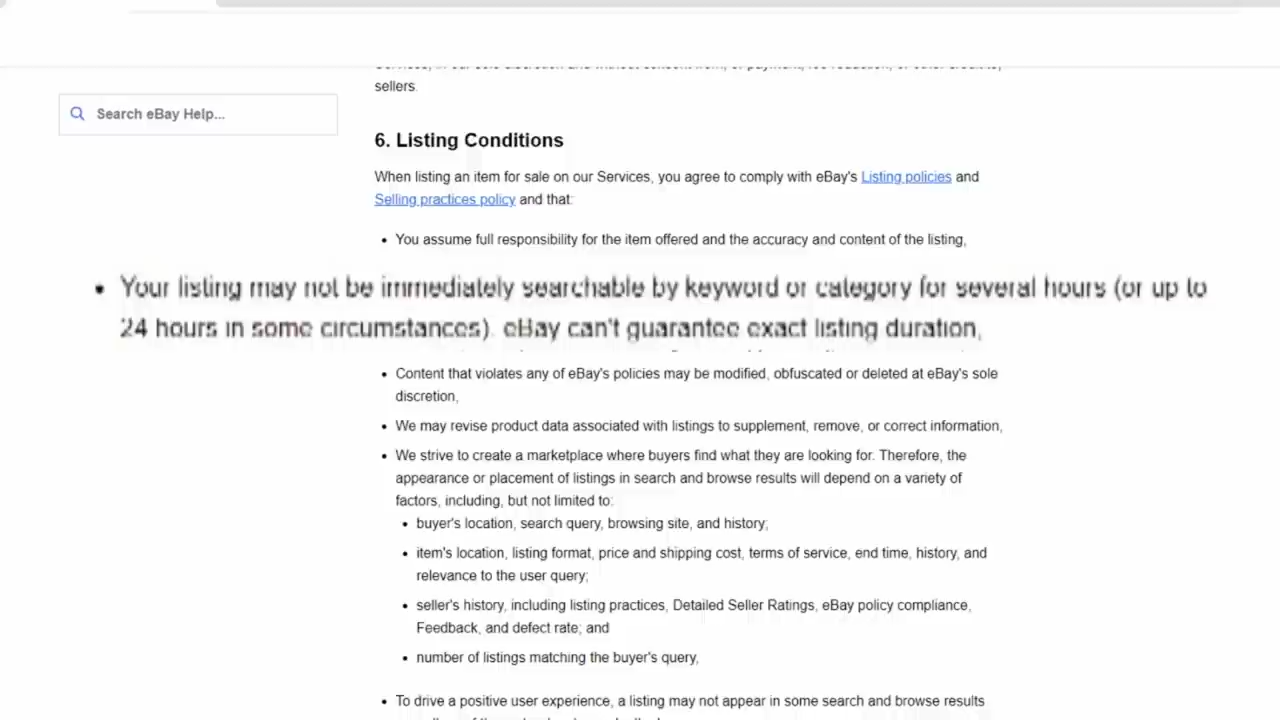 sellers.
Search eBay Help...
6. Listing Conditions
When listing an item for sale on our Services, you agree to comply with eBay's Listing policies and
Selling practices policy and that:
• You assume full responsibility for the item offered and the accuracy and content of the listing,
• Your listing may not be immediately searchable by keyword or category for several hours (or up to
24 hours in some circumstances). eBay can't guarantee exact listing duration,
• Content that violates any of eBay's policies may be modified, obfuscated or deleted at eBay's sole
discretion,
• We may revise product data associated with listings to supplement, remove, or correct information,
• We strive to create a marketplace where buyers find what they are looking for. Therefore, the
appearance or placement of listings in search and browse results will depend on a variety of
factors, including, but not limited to:
• buyer's location, search query, browsing site, and history;
• item's location, listing format, price and shipping cost, terms of service, end time, history, and
relevance to the user query;
• seller's history, including listing practices, Detailed Seller Ratings, eBay policy compliance,
Feedback, and defect rate; and
• number of listings matching the buyer's query,
• To drive a positive user experience, a listing may not appear in some search and browse results